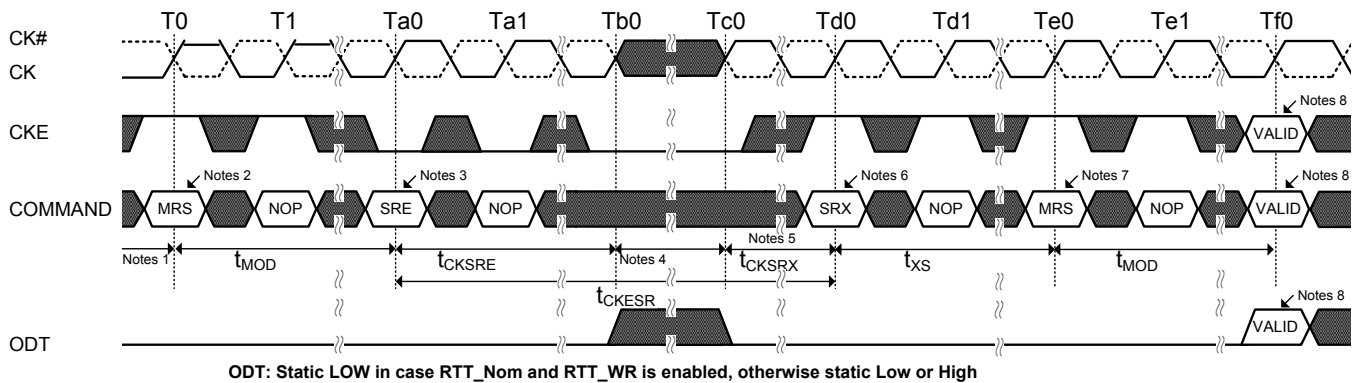 T0 T1 Ta0 Ta1 Tb0 Tc0 Td0 Td1 Te0 Te1 Tf0
CK#
CK
Notes 8
CKE
VALID
Notes 2 Notes 3 Notes 6 Notes 7 Notes 8
COMMAND MRS NOP SRE NOP SRX NOP MRS NOP VALID
Notes 1 tMOD tCKSRE Notes 4 Notes 5 tCKSRX tXS tMOD
tCKESR
Notes 8
VALID
ODT
ODT: Static LOW in case RTT_Nom and RTT_WR is enabled, otherwise static Low or High